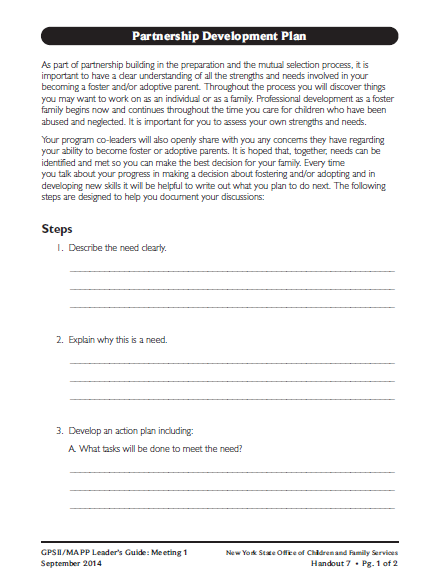 Partnership Development Plan
As part of partnership building in the preparation and the mutual selection process, it is
important to have a clear understanding of all the strengths and needs involved in your
becoming a foster and/or adoptive parent. Throughout the process you will discover things
you may want to work on as an individual or as a family. Professional development as a foster
family begins now and continues throughout the time you care for children who have been
abused and neglected. It is important for you to assess your own strengths and needs.
Your program co-leaders will also openly share with you any concerns they have regarding
your ability to become foster or adoptive parents. It is hoped that, together, needs can be
identified and met so you can make the best decision for your family. Every time
you talk about your progress in making a decision about fostering and/or adopting and in
developing new skills it will be helpful to write out what you plan to do next. The following
steps are designed to help you document your discussions:
Steps
1. Describe the need clearly.
2. Explain why this is a need.
3. Develop an action plan including:
A. What tasks will be done to meet the need?
GPSII/MAPP Leader's Guide: Meeting 1 New York State Office of Children and Family Services
September 2014 Handout 7 • Pg. 1 of 2